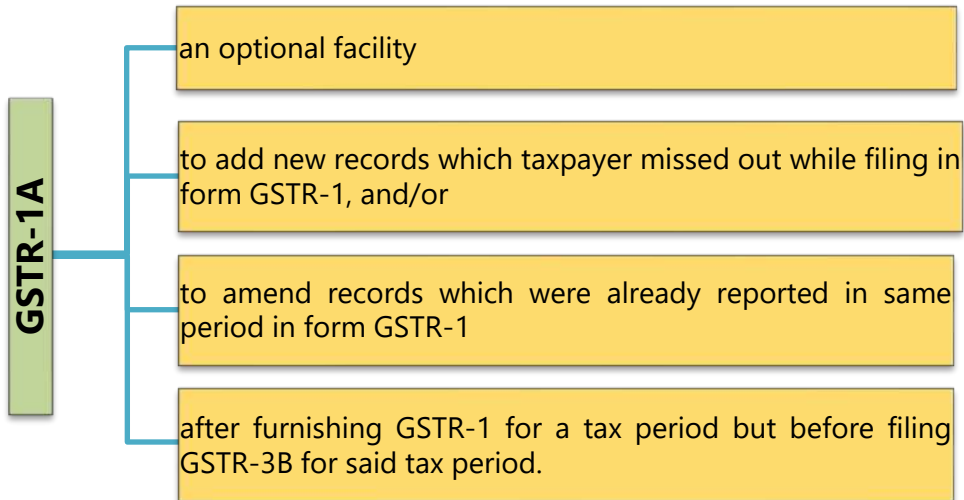 GSTR-1A
an optional facility
to add new records which taxpayer missed out while filing in
form GSTR-1, and/or
to amend records which were already reported in same
period in form GSTR-1
after furnishing GSTR-1 for a tax period but before filing
GSTR-3B for said tax period.